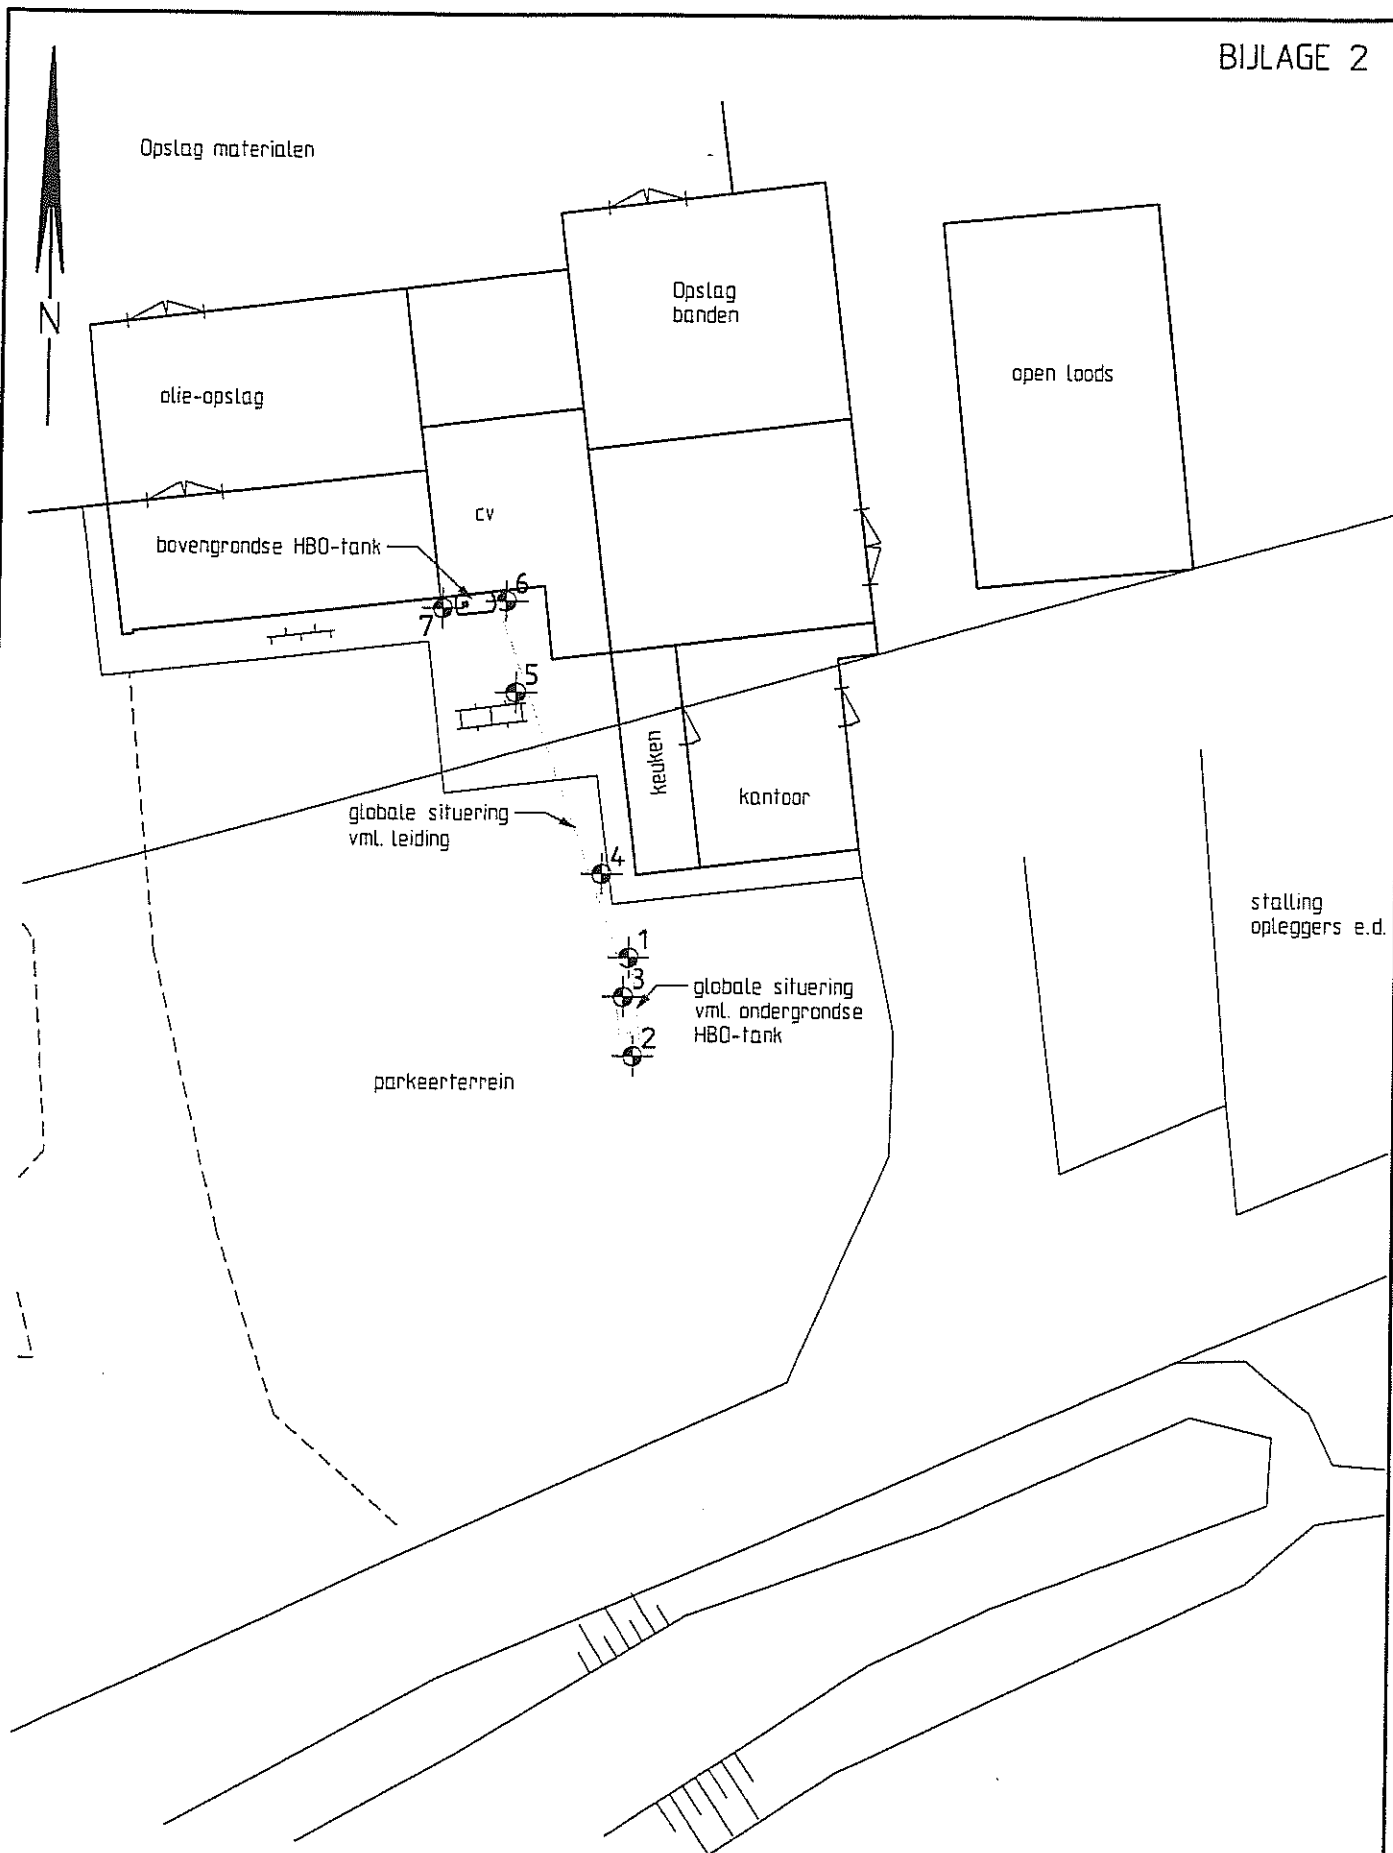 BIJLAGE 2
Opslag materialen
N
Opslag
banden
open loods
olie-opslag
cv
bovengrondse HBO-tank
6
7
5
keuken
kantoor
globale situering
vml. leiding
4
stalling
opleggers e.d.
1
3
globale situering
vml. ondergrondse
HBO-tank
2
parkeerterrein